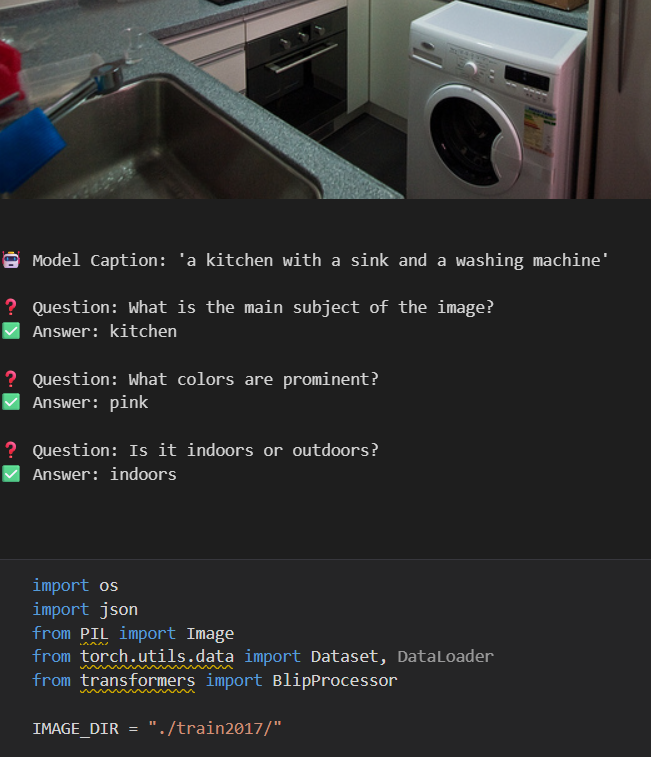 🤖 Model Caption: 'a kitchen with a sink and a washing machine'
❓ Question: What is the main subject of the image?
✅ Answer: kitchen
❓ Question: What colors are prominent?
✅ Answer: pink
❓ Question: Is it indoors or outdoors?
✅ Answer: indoors
import os
import json
from PIL import Image
from torch.utils.data import Dataset, DataLoader
from transformers import BlipProcessor
IMAGE_DIR = "./train2017/"